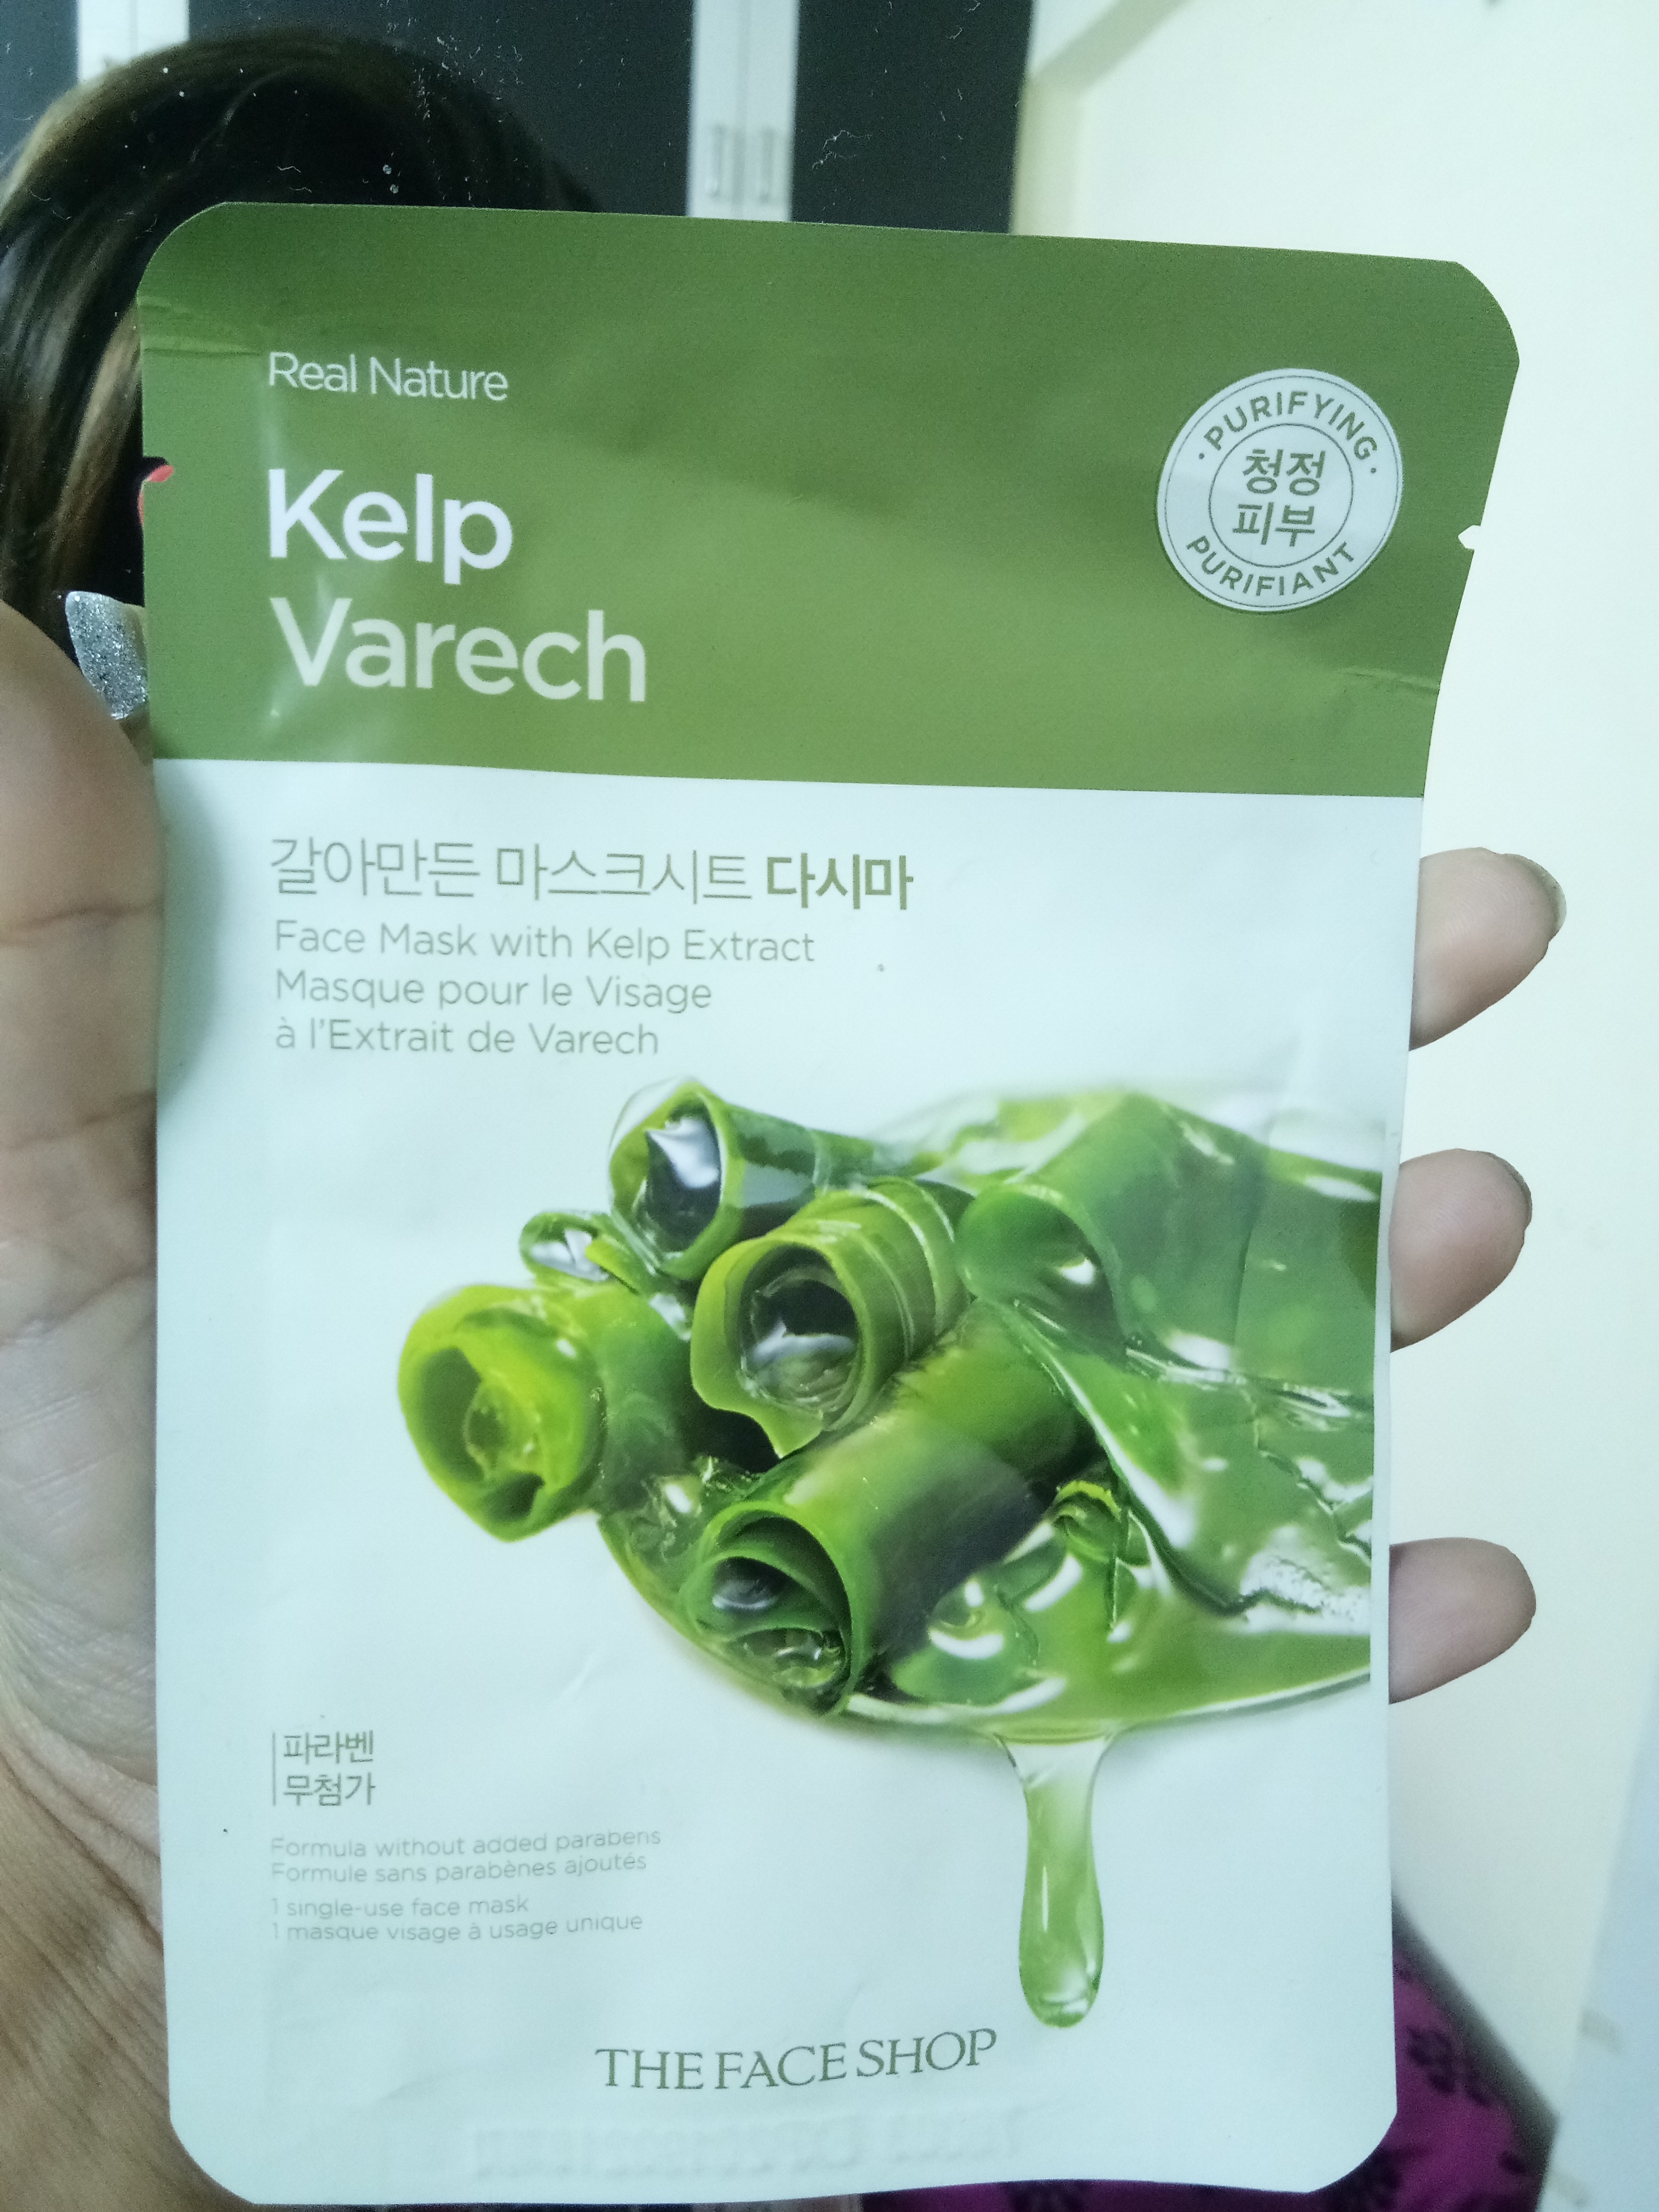 Real Nature
Kelp
Varech
· PURIFYING ·
청정
피부
PURIFIANT
갈아만든 마스크시트 다시마
Face Mask with Kelp Extract
Masque pour le Visage
à l'Extrait de Varech
파라벤
무첨가
Formula without added parabens
Formule sans parabènes ajoutés
1 single-use face mask
1 masque visage à usage unique
THE FACE SHOP